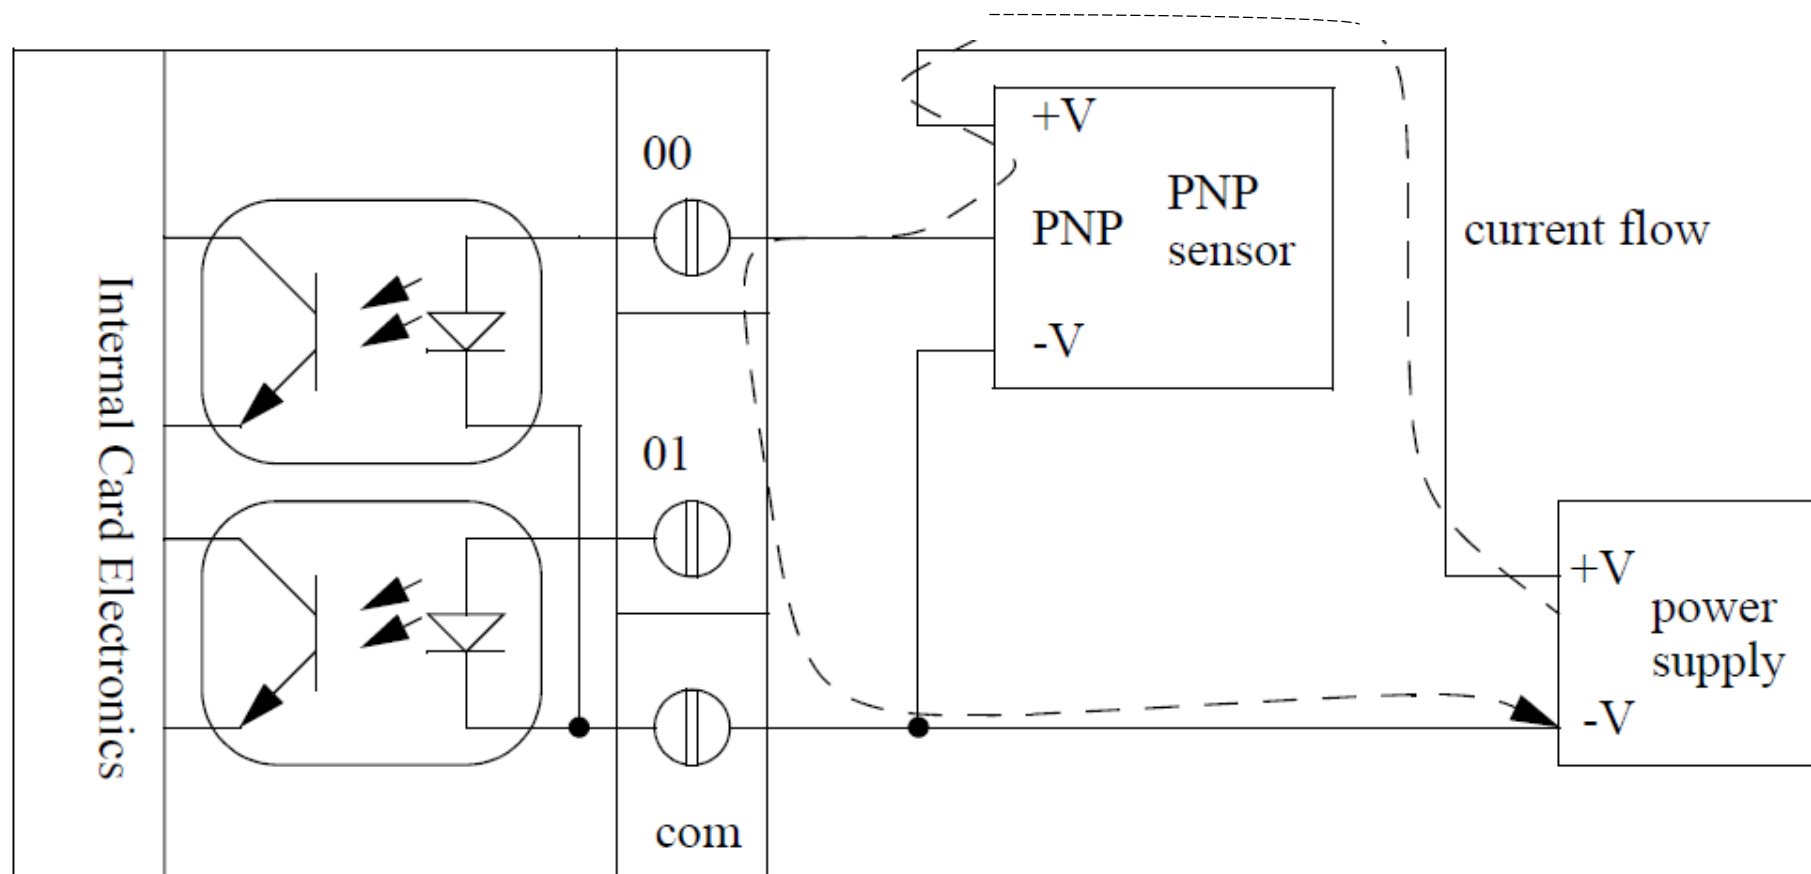 Internal Card Electronics
00
01
com
+V
PNP
-V
PNP
sensor
current flow
+V
power
supply
-V